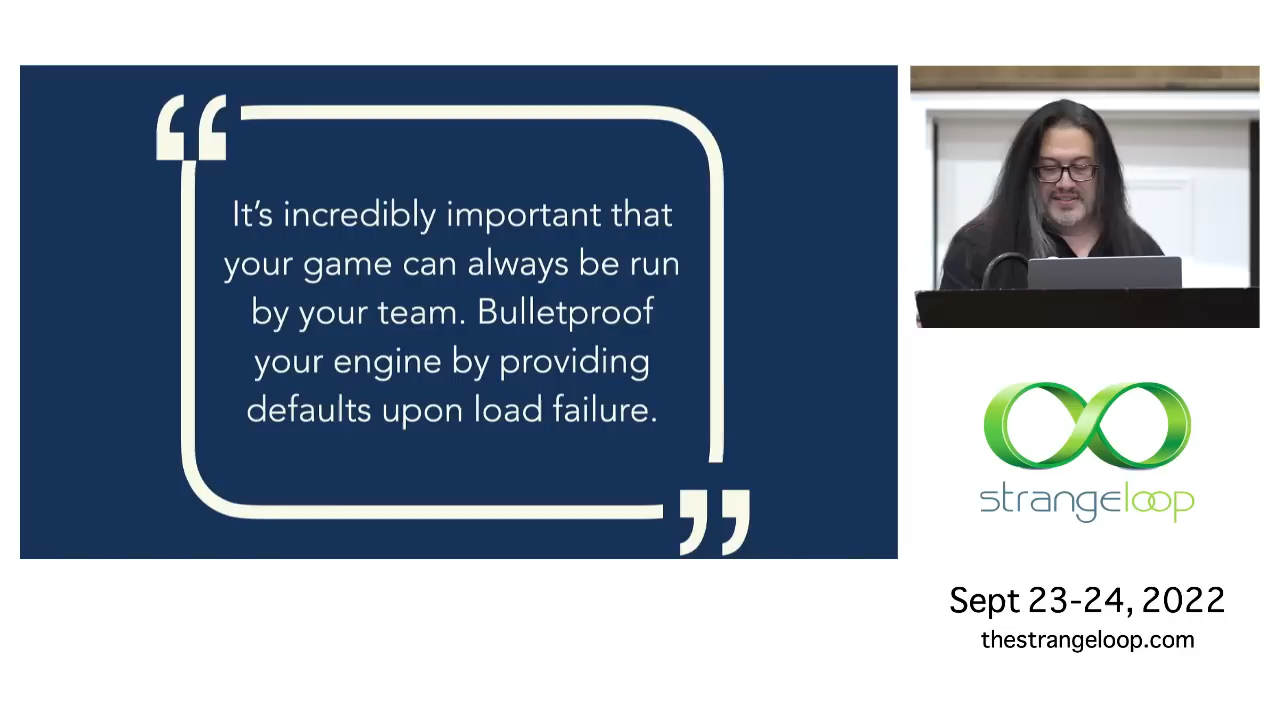 It's incredibly important that
your game can always be run
by your team. Bulletproof
your engine by providing
defaults upon load failure.
strangeloop
Sept 23-24, 2022
thestrangeloop.com